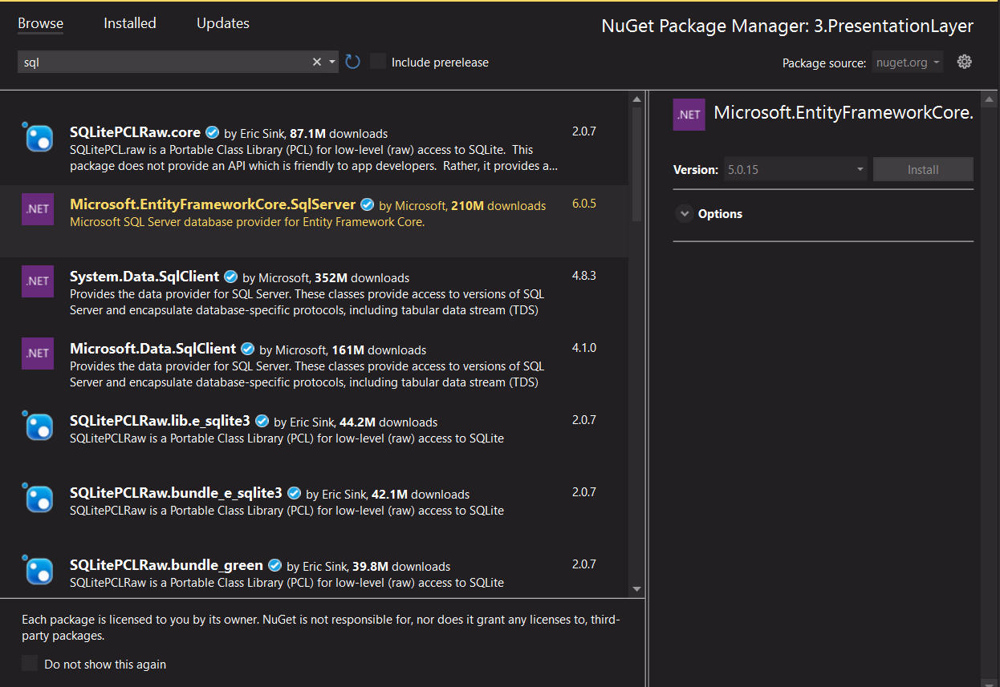 Browse Installed Updates
NuGet Package Manager: 3.PresentationLayer
sql
Include prerelease
Package source: nuget.org
SQLitePCLRaw.core by Eric Sink, 87.1M downloads 2.0.7
SQLitePCL.raw is a Portable Class Library (PCL) for low-level (raw) access to SQLite. This
package does not provide an API which is friendly to app developers. Rather, it provides a...
.NET
Microsoft.EntityFrameworkCore.SqlServer by Microsoft, 210M downloads 6.0.5
Microsoft SQL Server database provider for Entity Framework Core.
.NET
System.Data.SqlClient by Microsoft, 352M downloads 4.8.3
Provides the data provider for SQL Server. These classes provide access to versions of SQL
Server and encapsulate database-specific protocols, including tabular data stream (TDS)
.NET
Microsoft.Data.SqlClient by Microsoft, 161M downloads 4.1.0
Provides the data provider for SQL Server. These classes provide access to versions of SQL
Server and encapsulate database-specific protocols, including tabular data stream (TDS)
SQLitePCLRaw.lib.e_sqlite3 by Eric Sink, 44.2M downloads 2.0.7
SQLitePCLRaw is a Portable Class Library (PCL) for low-level (raw) access to SQLite
SQLitePCLRaw.bundle_e_sqlite3 by Eric Sink, 42.1M downloads 2.0.7
SQLitePCLRaw is a Portable Class Library (PCL) for low-level (raw) access to SQLite
SQLitePCLRaw.bundle_green by Eric Sink, 39.8M downloads 2.0.7
SQLitePCLRaw is a Portable Class Library (PCL) for low-level (raw) access to SQLite
Each package is licensed to you by its owner. NuGet is not responsible for, nor does it grant any licenses to, third-
party packages.
Do not show this again
.NET
Microsoft.EntityFrameworkCore.
Version: 5.0.15 Install
Options